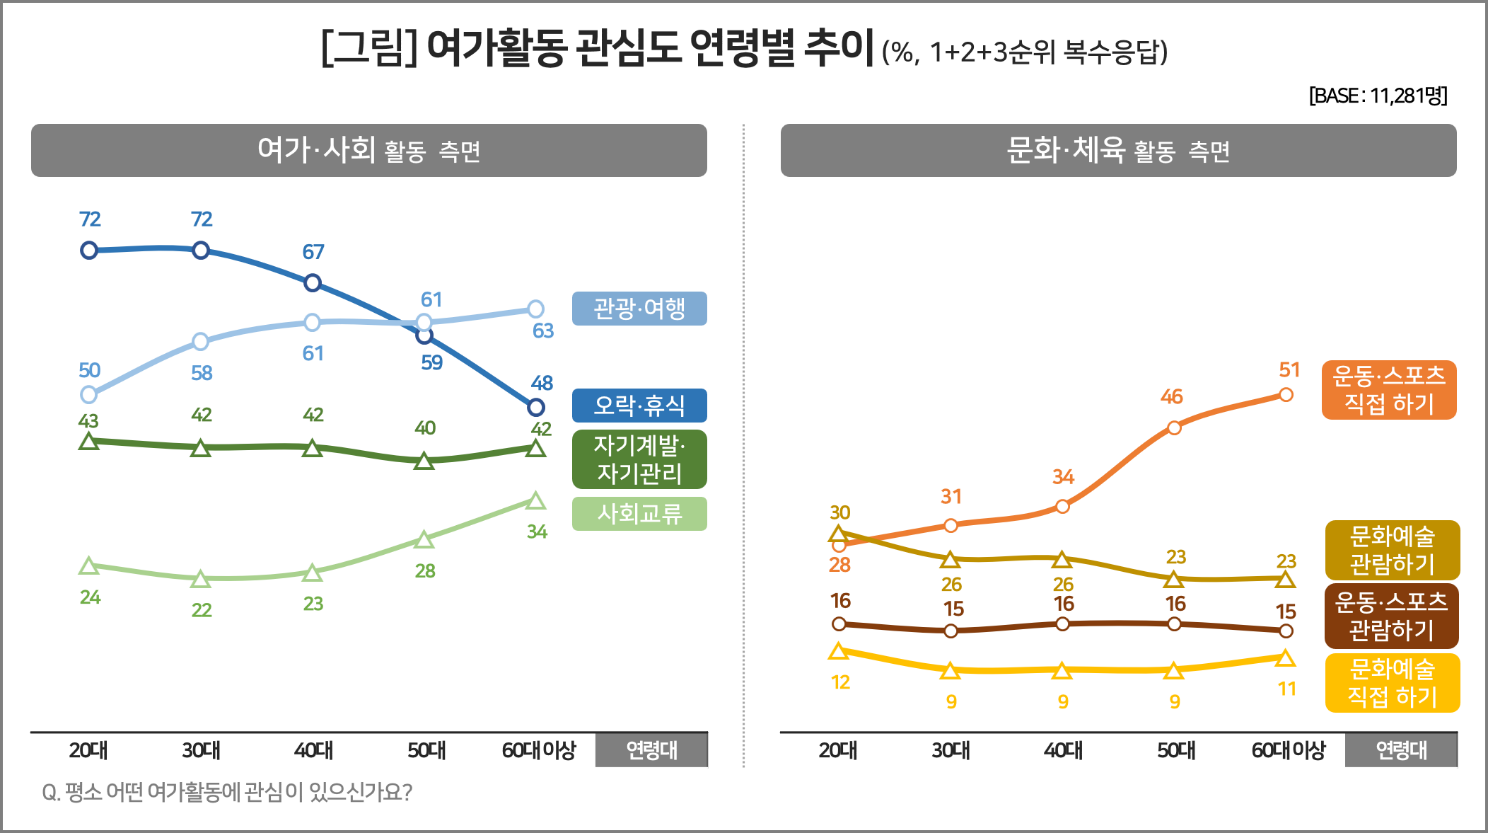 [그림] 여가활동 관심도 연령별 추이 (%, 1+2+3순위 복수응답)
[BASE : 11,281명]
여가·사회 활동 측면
72 72 67 61 63
50 58 61 59 48
관광·여행
오락·휴식
43 42 42 40 42
자기계발·
자기관리
사회교류
24 22 23 28 34
20대 30대 40대 50대 60대 이상 연령대
문화·체육 활동 측면
28 31 34 46 51
운동·스포츠
직접 하기
30 26 26 23 23
문화예술
관람하기
16 15 16 16 15
운동·스포츠
관람하기
12 9 9 9 11
문화예술
직접 하기
20대 30대 40대 50대 60대 이상 연령대
Q. 평소 어떤 여가활동에 관심이 있으신가요?